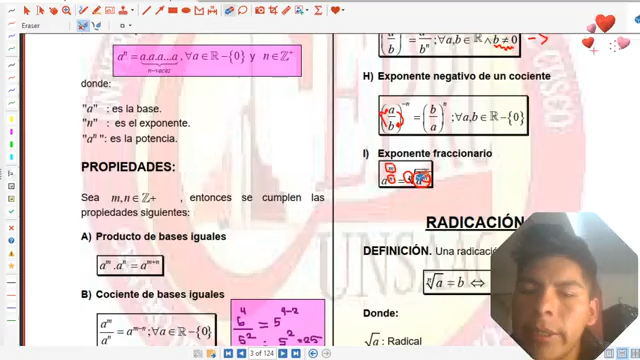 Eraser
aⁿ = a.a.a...a , ∀a ∈ ℝ – {0} y n ∈ ℤ⁺
n-veces
donde:
"a" : es la base.
"n" : es el exponente.
"aⁿ": es la potencia.
PROPIEDADES:
Sea m,n ∈ ℤ+ , entonces se cumplen las
propiedades siguientes:
A) Producto de bases iguales
aᵐ . aⁿ = aᵐ⁺ⁿ
B) Cociente de bases iguales
aᵐ/aⁿ = aᵐ⁻ⁿ ; ∀a ∈ ℝ – {0}
= 5⁴⁻²
5² = 25
; ∀a,b ∈ ℝ ∧ b ≠ 0 ->
H) Exponente negativo de un cociente
(a/b)⁻ⁿ = (b/a)ⁿ ; ∀a,b ∈ ℝ – {0}
I) Exponente fraccionario
RADICACIÓN
DEFINICIÓN. Una radicació
ⁿ√a = b ⇔
Donde:
√a : Radical
3 of 124